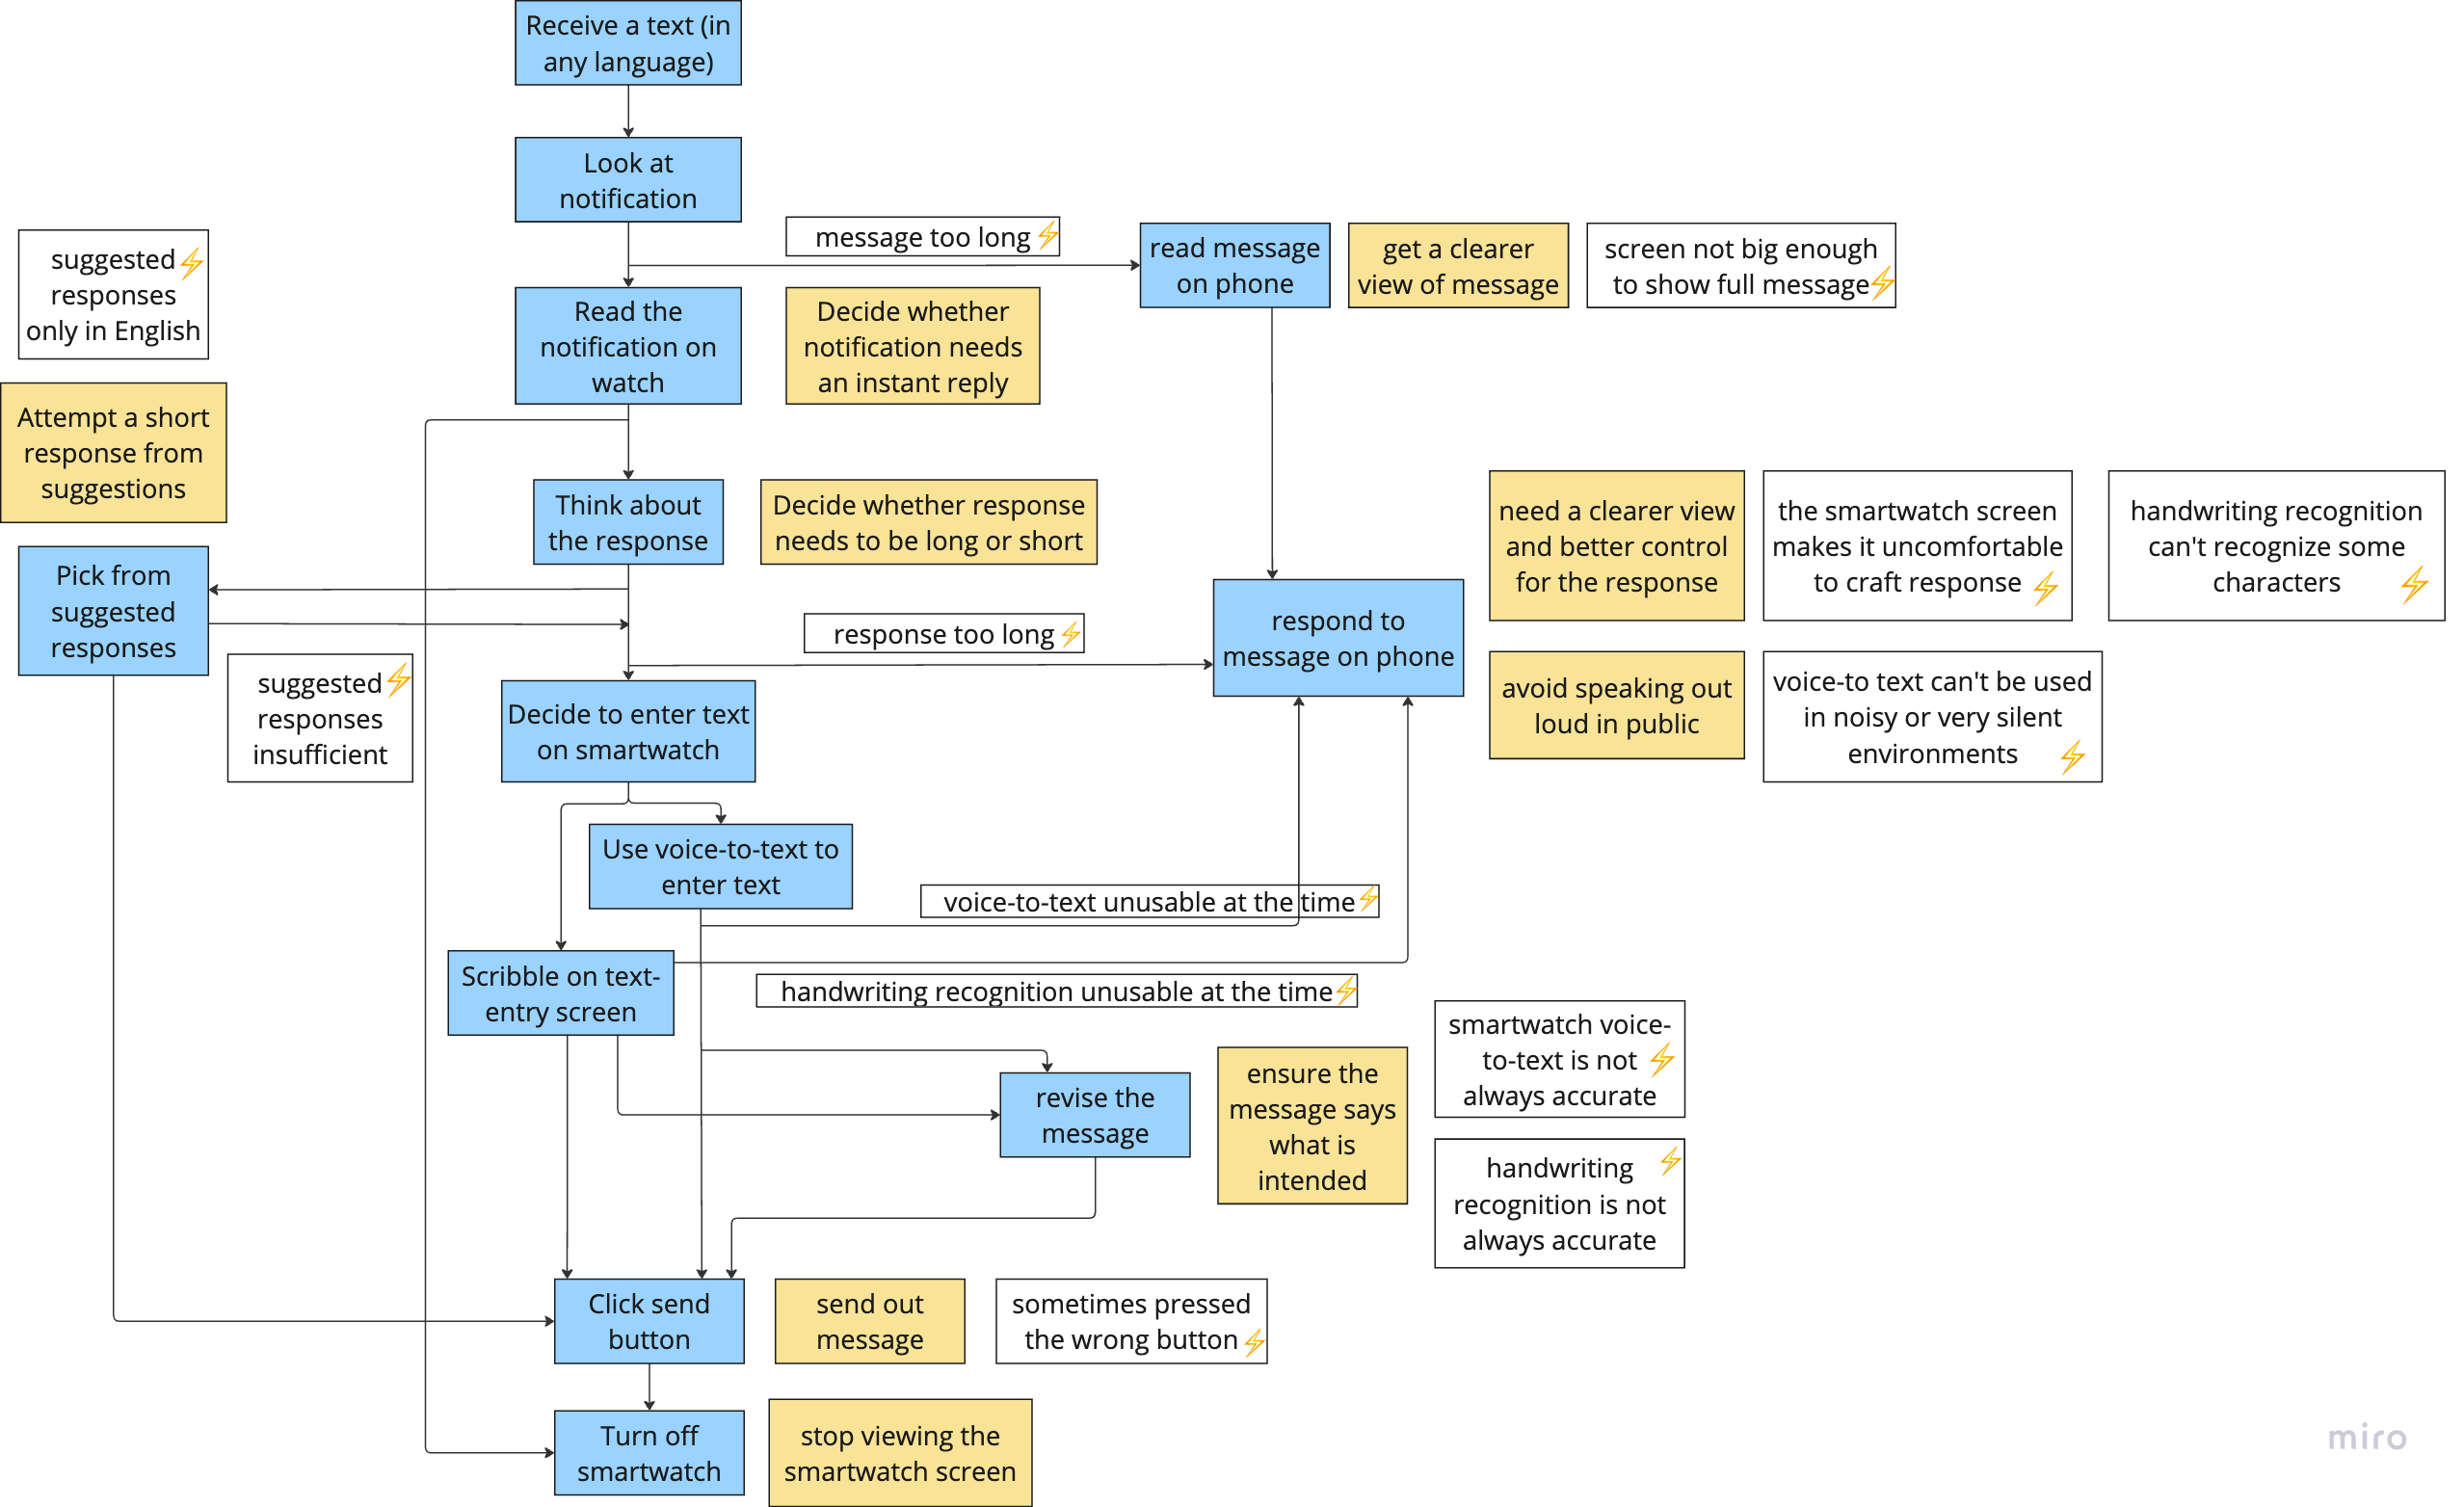 Receive a text (in
any language)
Look at
notification
message too long
read message
on phone
get a clearer
view of message
screen not big enough
to show full message
suggested
responses
only in English
Read the
notification on
watch
Decide whether
notification needs
an instant reply
Attempt a short
response from
suggestions
Think about
the response
Decide whether response
needs to be long or short
need a clearer view
and better control
for the response
the smartwatch screen
makes it uncomfortable
to craft response
handwriting recognition
can't recognize some
characters
Pick from
suggested
responses
response too long
respond to
message on phone
suggested
responses
insufficient
Decide to enter text
on smartwatch
avoid speaking out
loud in public
voice-to text can't be used
in noisy or very silent
environments
Use voice-to-text to
enter text
voice-to-text unusable at the time
Scribble on text-
entry screen
handwriting recognition unusable at the time
revise the
message
ensure the
message says
what is
intended
smartwatch voice-
to-text is not
always accurate
handwriting
recognition is not
always accurate
Click send
button
send out
message
sometimes pressed
the wrong button
Turn off
smartwatch
stop viewing the
smartwatch screen
miro